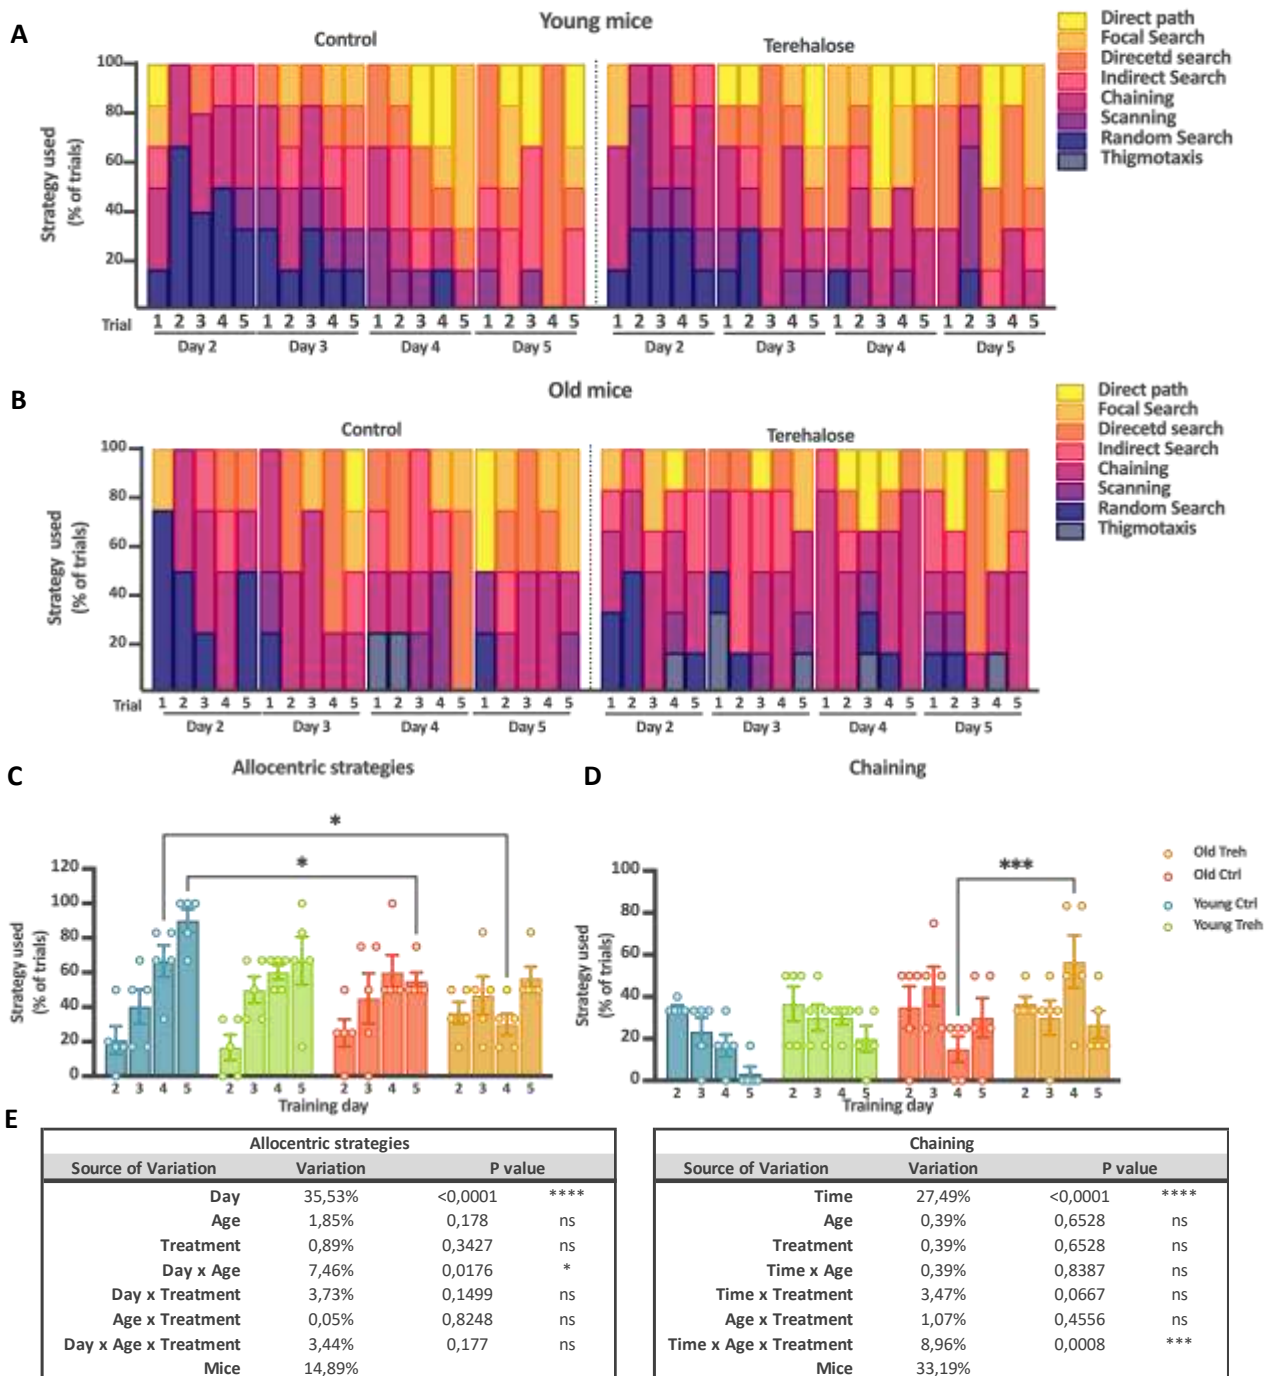 A
Young mice
Control
Terehalose
Direct path
Focal Search
Direcetd search
Indirect Search
Chaining
Scanning
Random Search
Thigmotaxis
Strategy used
(% of trials)
100
80
60
40
20
Trial
1 2 3 4 5 1 2 3 4 5 1 2 3 4 5 1 2 3 4 5 1 2 3 4 5 1 2 3 4 5 1 2 3 4 5 1 2 3 4 5
Day 2 Day 3 Day 4 Day 5 Day 2 Day 3 Day 4 Day 5
B
Old mice
Control
Terehalose
Direct path
Focal Search
Direcetd search
Indirect Search
Chaining
Scanning
Random Search
Thigmotaxis
Strategy used
(% of trials)
100
80
60
40
20
Trial
1 2 3 4 5 1 2 3 4 5 1 2 3 4 5 1 2 3 4 5 1 2 3 4 5 1 2 3 4 5 1 2 3 4 5 1 2 3 4 5
Day 2 Day 3 Day 4 Day 5 Day 2 Day 3 Day 4 Day 5
C
Allocentric strategies
*
*
Strategy used
(% of trials)
120
100
80
60
40
20
0
2 3 4 5 2 3 4 5 2 3 4 5 2 3 4 5
Training day
D
Chaining
***
Strategy used
(% of trials)
100
80
60
40
20
0
2 3 4 5 2 3 4 5 2 3 4 5 2 3 4 5
Training day
Old Treh
Old Ctrl
Young Ctrl
Young Treh
E
Allocentric strategies
Source of Variation Variation P value
Day 35,53% <0,0001 ****
Age 1,85% 0,178 ns
Treatment 0,89% 0,3427 ns
Day x Age 7,46% 0,0176 *
Day x Treatment 3,73% 0,1499 ns
Age x Treatment 0,05% 0,8248 ns
Day x Age x Treatment 3,44% 0,177 ns
Mice 14,89%
Chaining
Source of Variation Variation P value
Time 27,49% <0,0001 ****
Age 0,39% 0,6528 ns
Treatment 0,39% 0,6528 ns
Time x Age 0,39% 0,8387 ns
Time x Treatment 3,47% 0,0667 ns
Age x Treatment 1,07% 0,4556 ns
Time x Age x Treatment 8,96% 0,0008 ***
Mice 33,19%